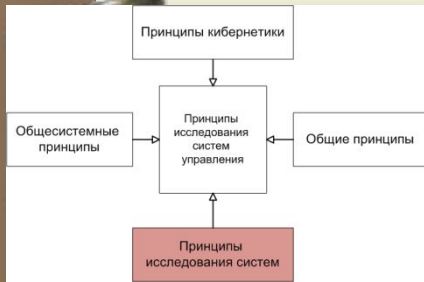 Принципы кибернетики
Общесистемные
принципы
Принципы
исследования
систем
управления
Общие принципы
Принципы
исследования систем